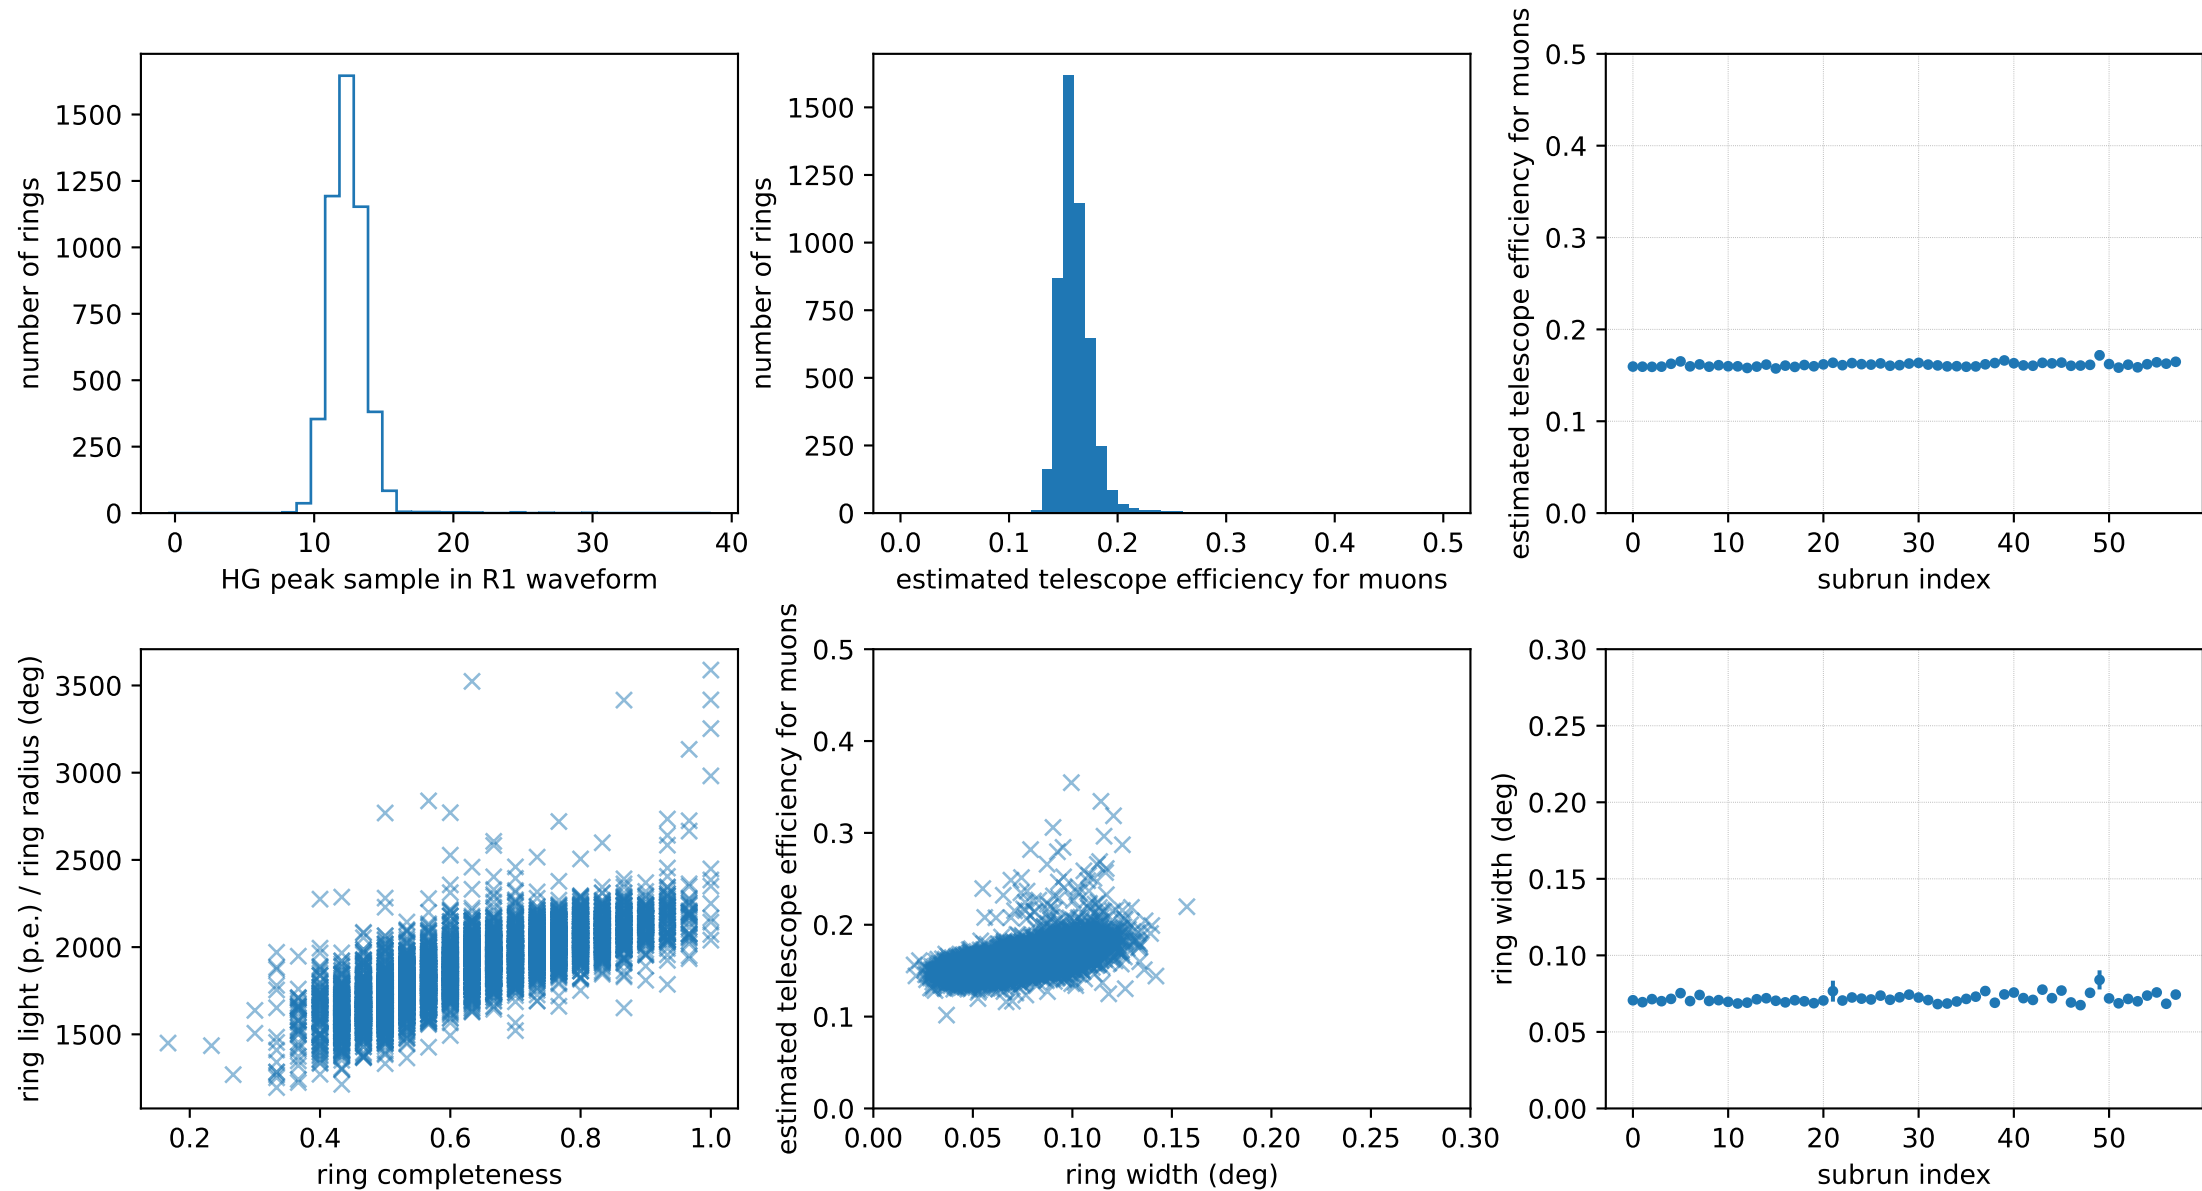 number of rings
1500
1250
1000
750
500
250
0
0 10 20 30 40
HG peak sample in R1 waveform
number of rings
1500
1250
1000
750
500
250
0
0.0 0.1 0.2 0.3 0.4 0.5
estimated telescope efficiency for muons
estimated telescope efficiency for muons
0.5
0.4
0.3
0.2
0.1
0.0
0 10 20 30 40 50
subrun index
ring light (p.e.) / ring radius (deg)
3500
3000
2500
2000
1500
0.2 0.4 0.6 0.8 1.0
ring completeness
estimated telescope efficiency for muons
0.5
0.4
0.3
0.2
0.1
0.0
0.00 0.05 0.10 0.15 0.20 0.25 0.30
ring width (deg)
ring width (deg)
0.30
0.25
0.20
0.15
0.10
0.05
0.00
0 10 20 30 40 50
subrun index